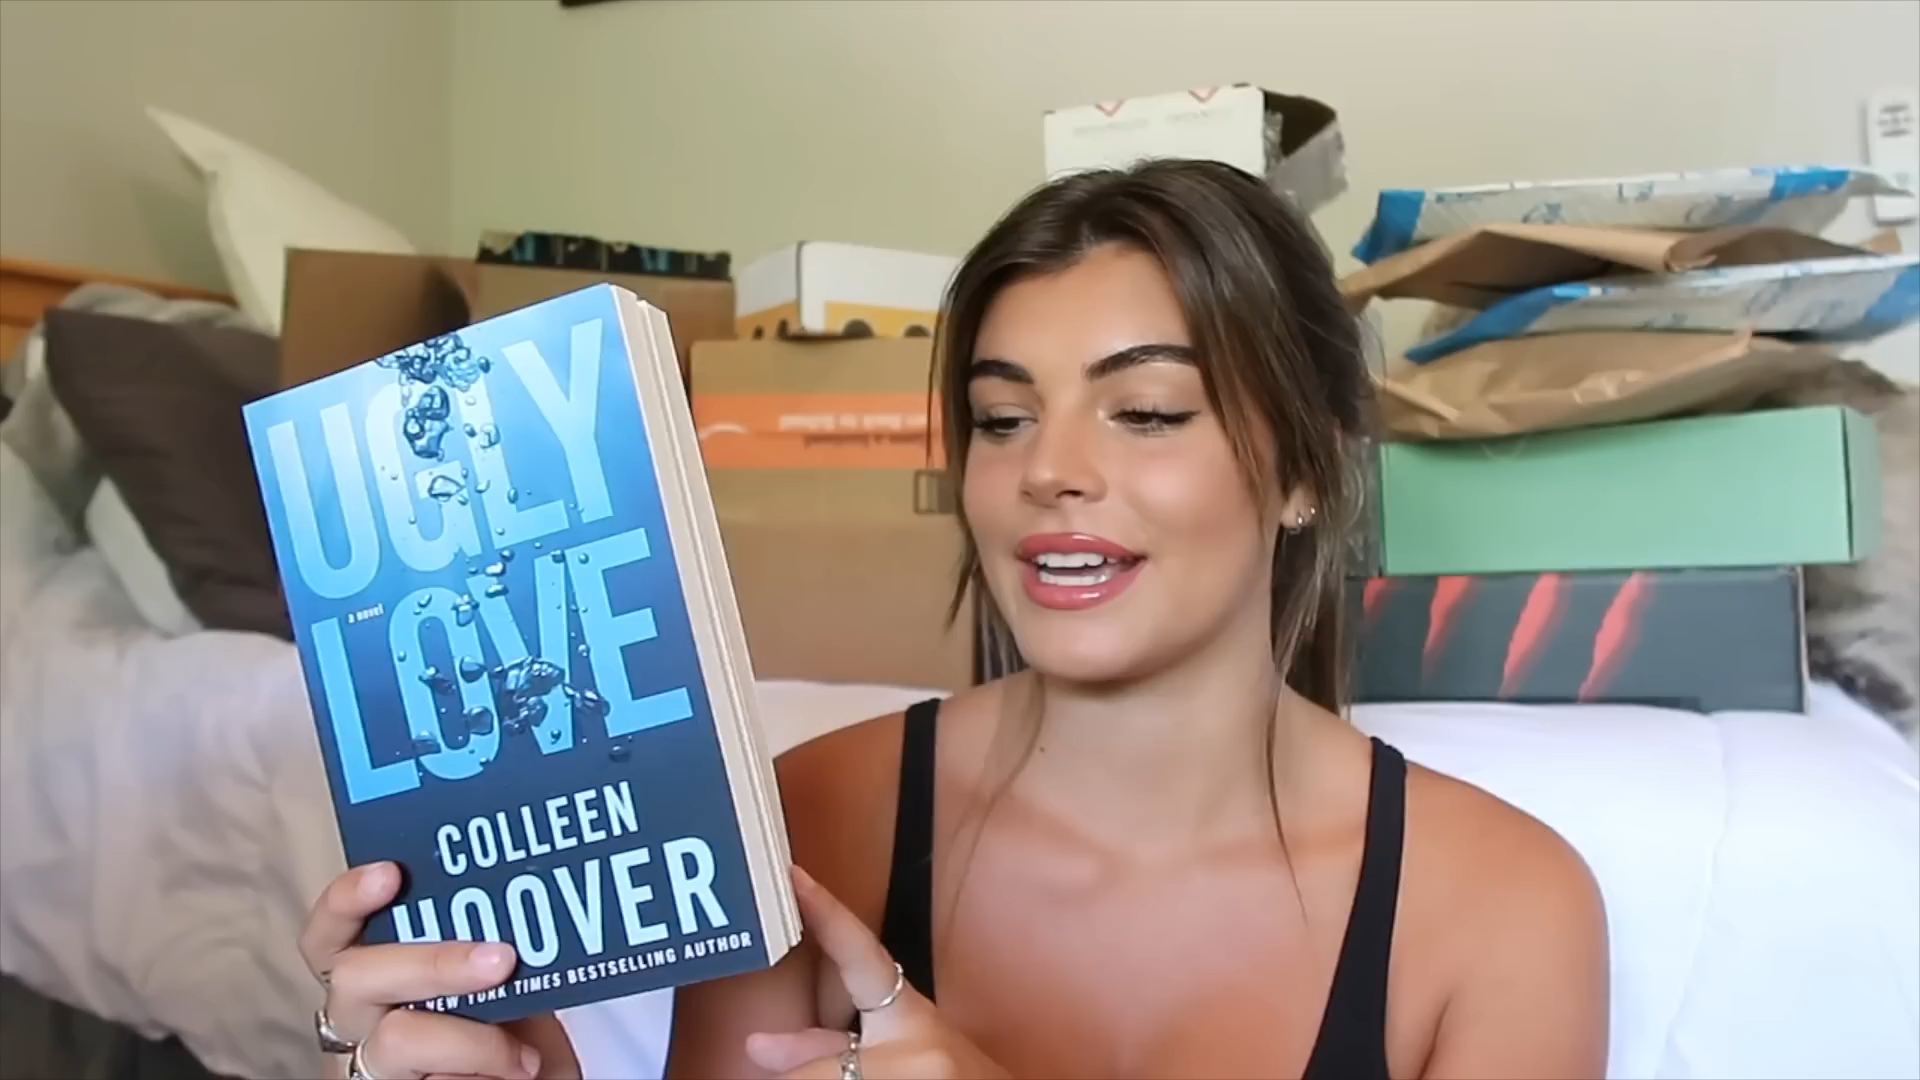 UGLY
a novel
LOVE
COLLEEN
HOOVER
NEW YORK TIMES BESTSELLING AUTHOR